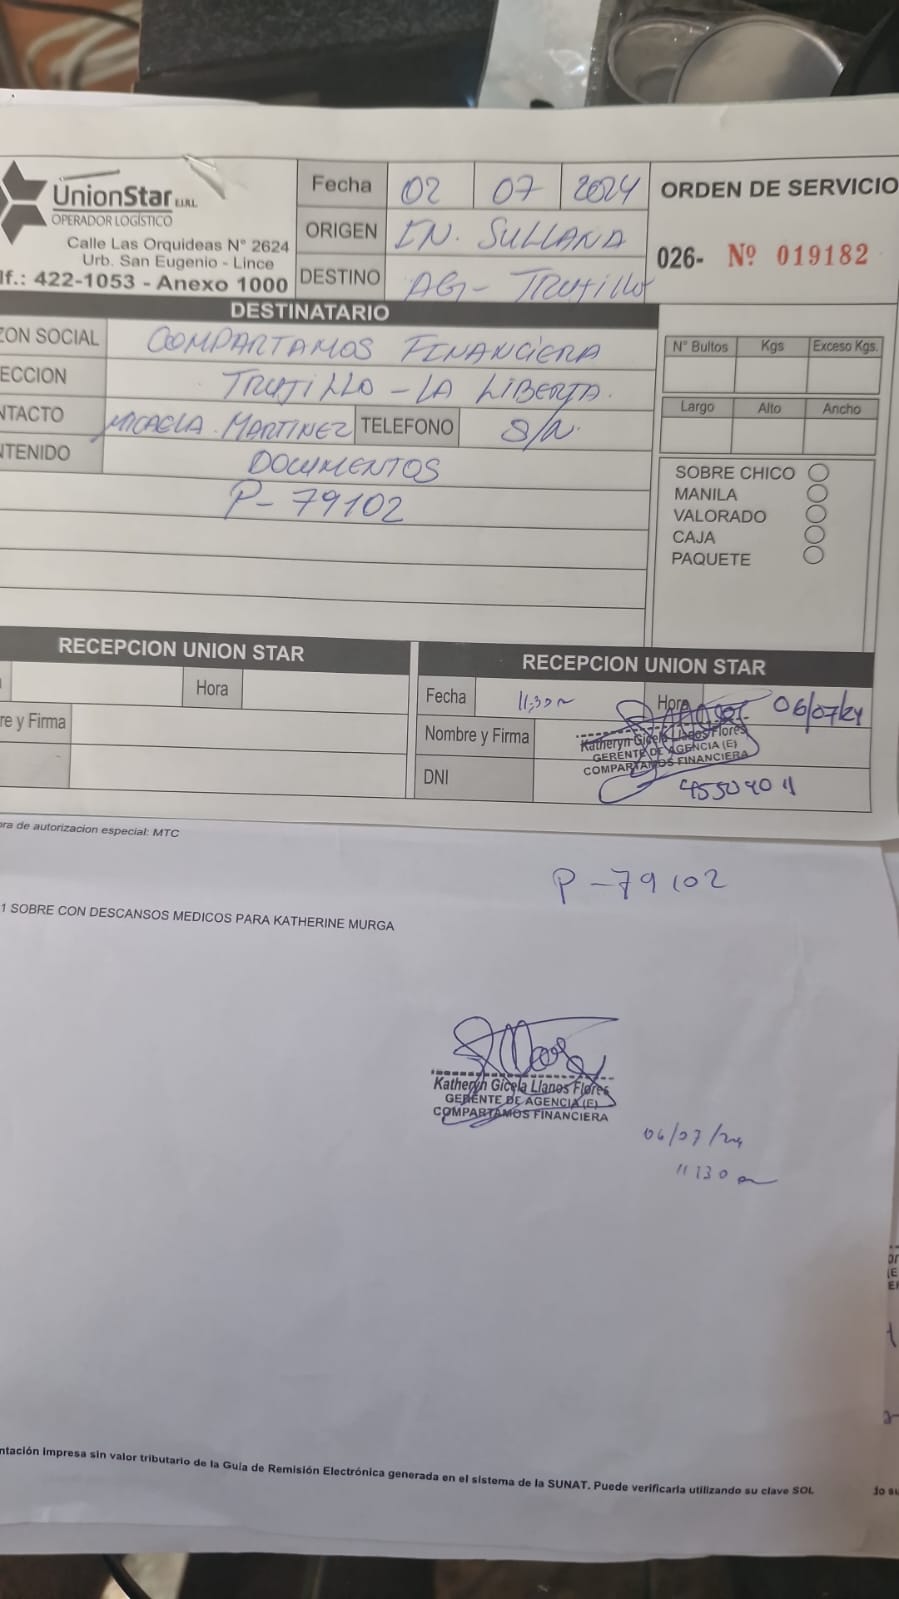 UnionStar E.I.R.L.
OPERADOR LOGÍSTICO
Calle Las Orquideas N° 2624
Urb. San Eugenio - Lince
lf.: 422-1053 - Anexo 1000
Fecha 02 07 2024
ORIGEN IN. SULLANA
DESTINO AG- TRUJILLO
ORDEN DE SERVICIO
026- Nº 019182
DESTINATARIO
ZON SOCIAL COMPARTAMOS FINANCIERA
ECCION TRUJILLO - LA LIBERTA.
NTACTO MICAELA MARTINEZ TELEFONO S/N.
NTENIDO DOCUMENTOS
P- 79102
N° Bultos Kgs Exceso Kgs.
Largo Alto Ancho
SOBRE CHICO
MANILA
VALORADO
CAJA
PAQUETE
RECEPCION UNION STAR
Hora
re y Firma
RECEPCION UNION STAR
Fecha 11:30 Hora 06/07/24
Nombre y Firma
Katheryn Gicela Llanos Flores
GERENTE DE AGENCIA (E)
COMPARTAMOS FINANCIERA
DNI
ora de autorizacion especial: MTC
P - 79102
1 SOBRE CON DESCANSOS MEDICOS PARA KATHERINE MURGA
Katheryn Gicela Llanos Flores
GERENTE DE AGENCIA (E)
COMPARTAMOS FINANCIERA
06/07/24
11:30
ntación impresa sin valor tributario de la Guía de Remisión Electrónica generada en el sistema de la SUNAT. Puede verificarla utilizando su clave SOL